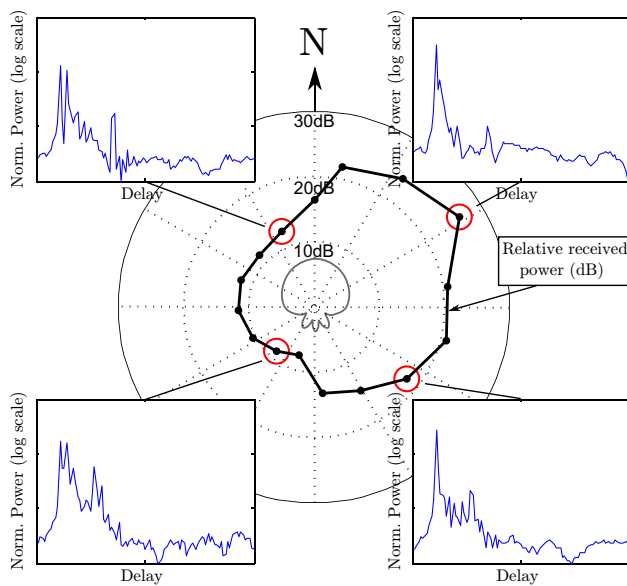 Norm. Power (log scale)
Delay
N
Norm. Power (log scale)
Delay
30dB
20dB
10dB
Relative received
power (dB)
Norm. Power (log scale)
Delay
Norm. Power (log scale)
Delay